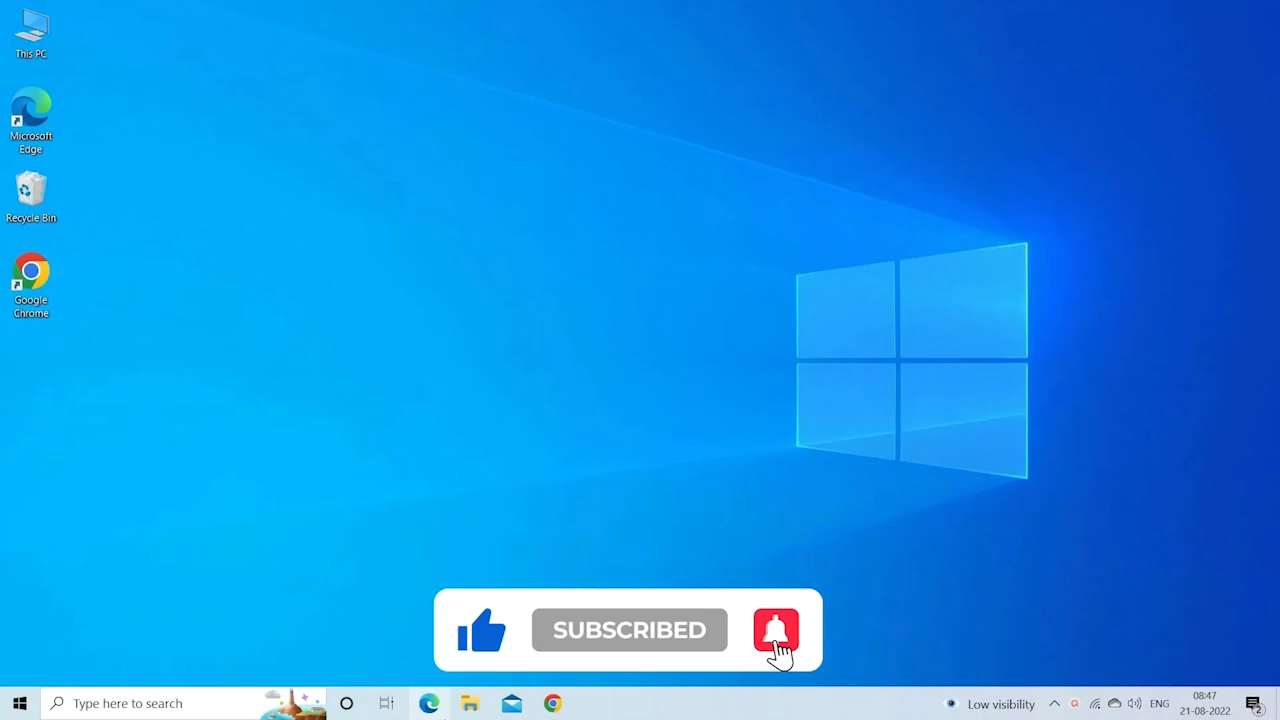 This PC
Microsoft
Edge
Recycle Bin
Google
Chrome
SUBSCRIBED
Type here to search
Low visibility
ENG
08:47
21-08-2022
2